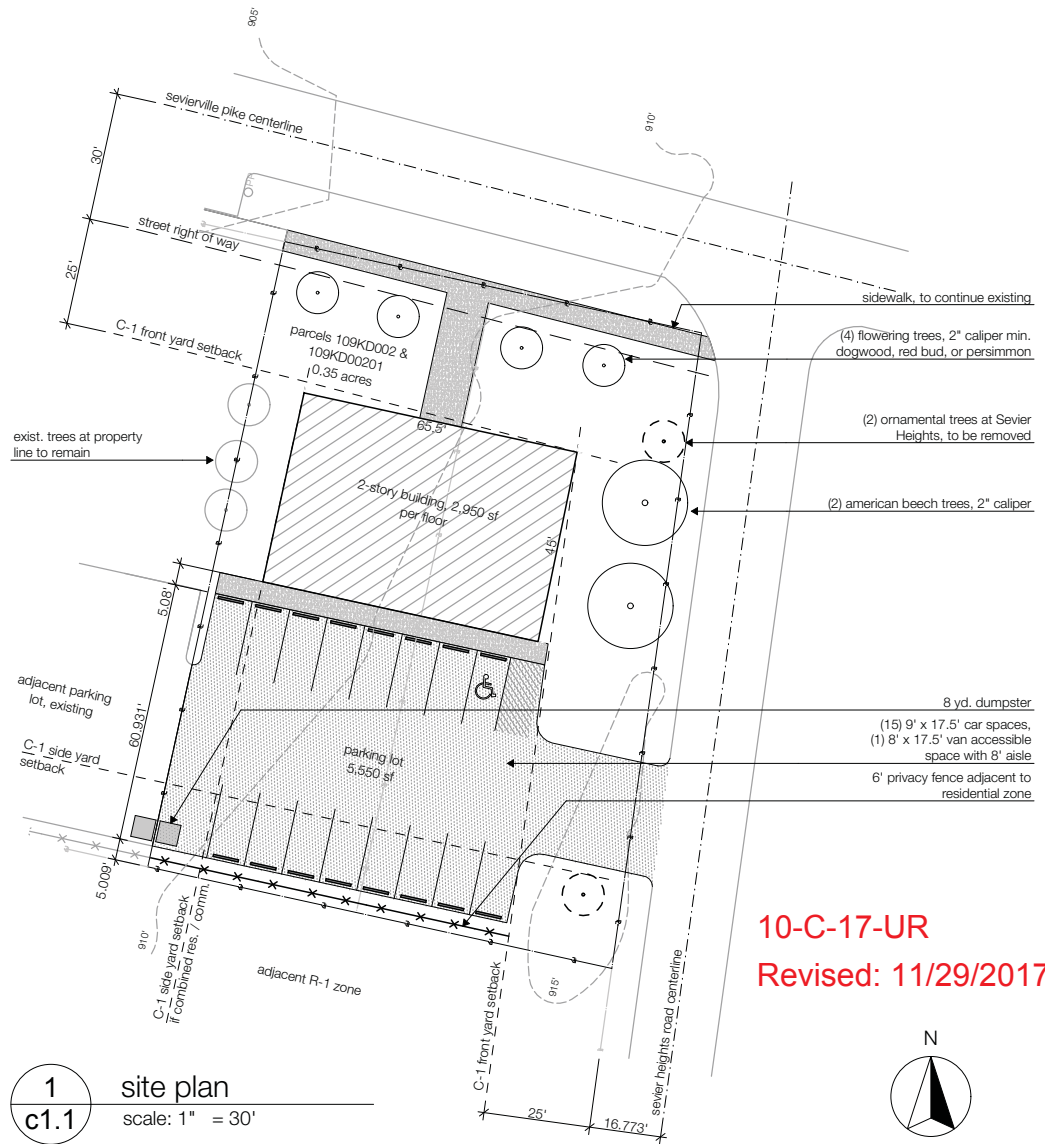 905'
sevierville pike centerline
910'
30'
street right of way
25'
C-1 front yard setback
sidewalk, to continue existing
(4) flowering trees, 2" caliper min.
dogwood, red bud, or persimmon
parcels 109KD002 &
109KD00201
0.35 acres
(2) ornamental trees at Sevier
Heights, to be removed
exist. trees at property
line to remain
65.5'
2-story building, 2,950 sf
per floor
45'
(2) american beech trees, 2" caliper
5.08'
adjacent parking
lot, existing
60.931'
C-1 side yard
setback
parking lot
5,550 sf
8 yd. dumpster
(15) 9' x 17.5' car spaces,
(1) 8' x 17.5' van accessible
space with 8' aisle
6' privacy fence adjacent to
residential zone
5.009'
910'
C-1 side yard setback
if combined res. / comm.
adjacent R-1 zone
915'
C-1 front yard setback
sevier heights road centerline
10-C-17-UR
Revised: 11/29/2017
N
1
c1.1
site plan
scale: 1" = 30'
25'
16.773'